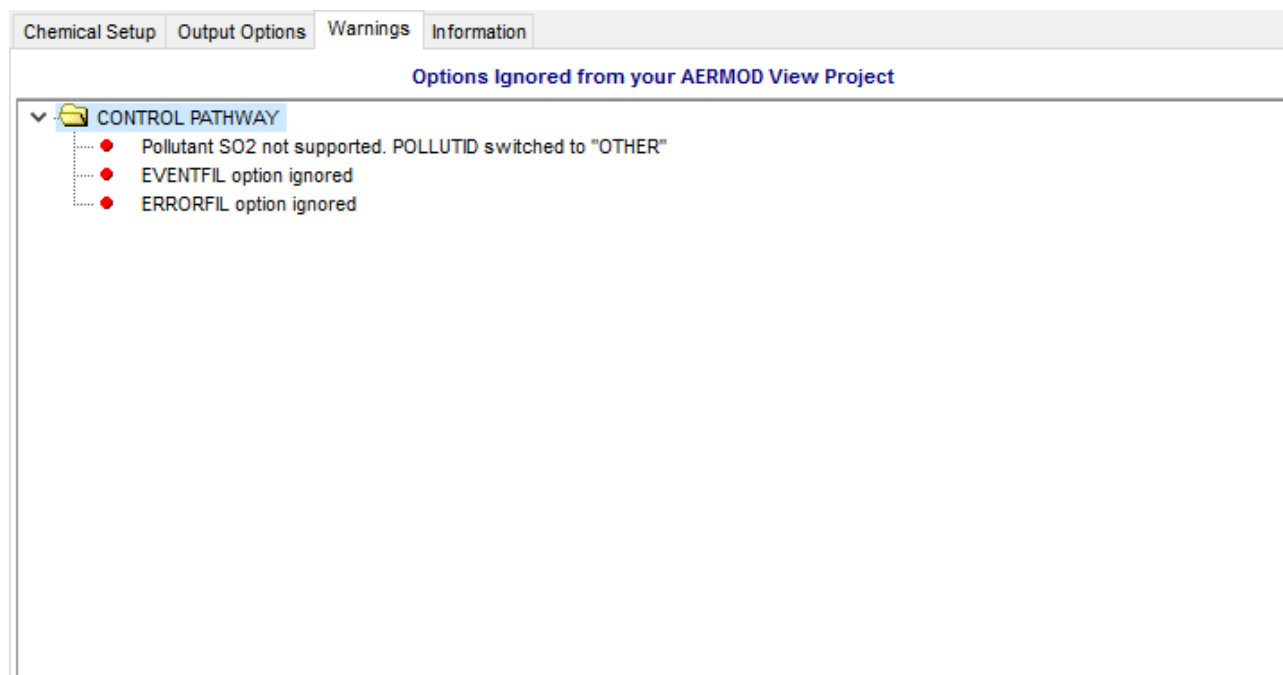 Chemical Setup Output Options Warnings Information
Options Ignored from your AERMOD View Project
CONTROL PATHWAY
Pollutant SO2 not supported. POLLUTID switched to "OTHER"
EVENTFIL option ignored
ERRORFIL option ignored